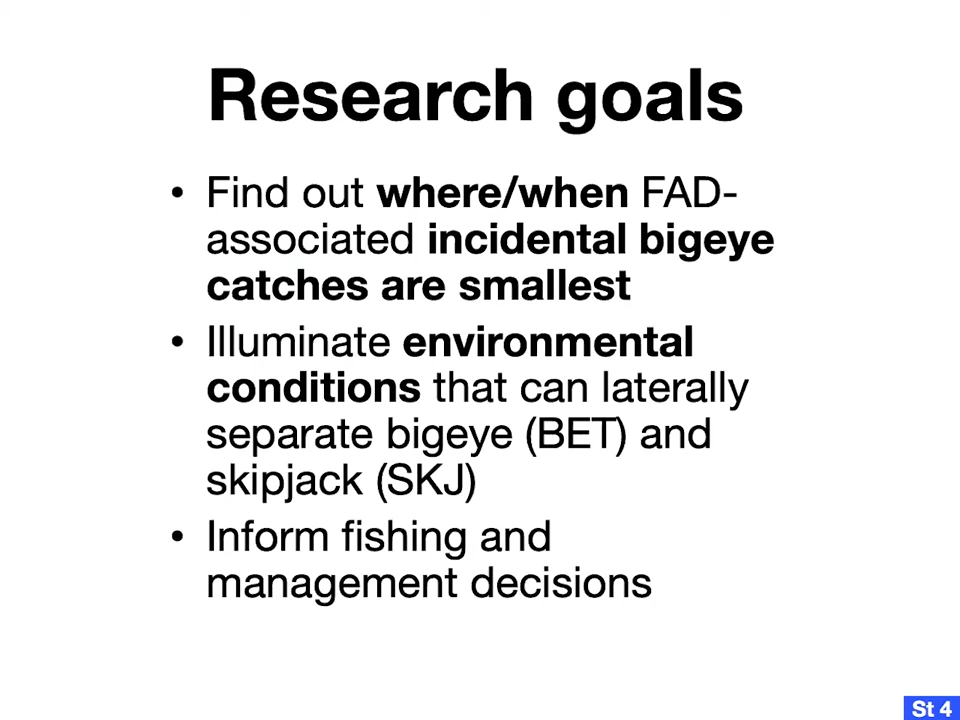 Research goals
• Find out where/when FAD-
associated incidental bigeye
catches are smallest
• Illuminate environmental
conditions that can laterally
separate bigeye (BET) and
skipjack (SKJ)
• Inform fishing and
management decisions
St 4